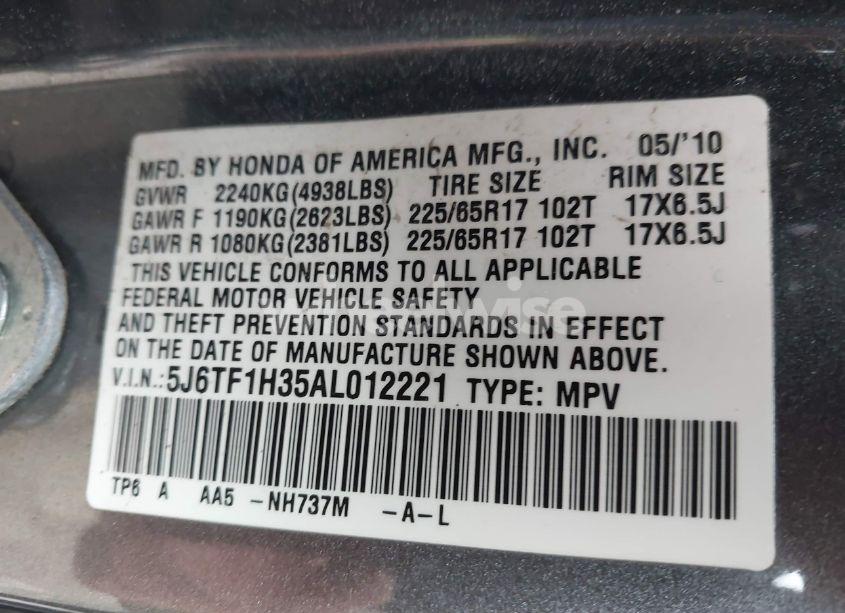 MFD. BY HONDA OF AMERICA MFG., INC. 05/'10
GVWR 2240KG(4938LBS) TIRE SIZE RIM SIZE
GAWR F 1190KG(2623LBS) 225/65R17 102T 17X6.5J
GAWR R 1080KG(2381LBS) 225/65R17 102T 17X6.5J
THIS VEHICLE CONFORMS TO ALL APPLICABLE
FEDERAL MOTOR VEHICLE SAFETY
AND THEFT PREVENTION STANDARDS IN EFFECT
ON THE DATE OF MANUFACTURE SHOWN ABOVE.
V.I.N.:5J6TF1H35AL012221 TYPE: MPV
TP6 A AA5 -NH737M -A-L